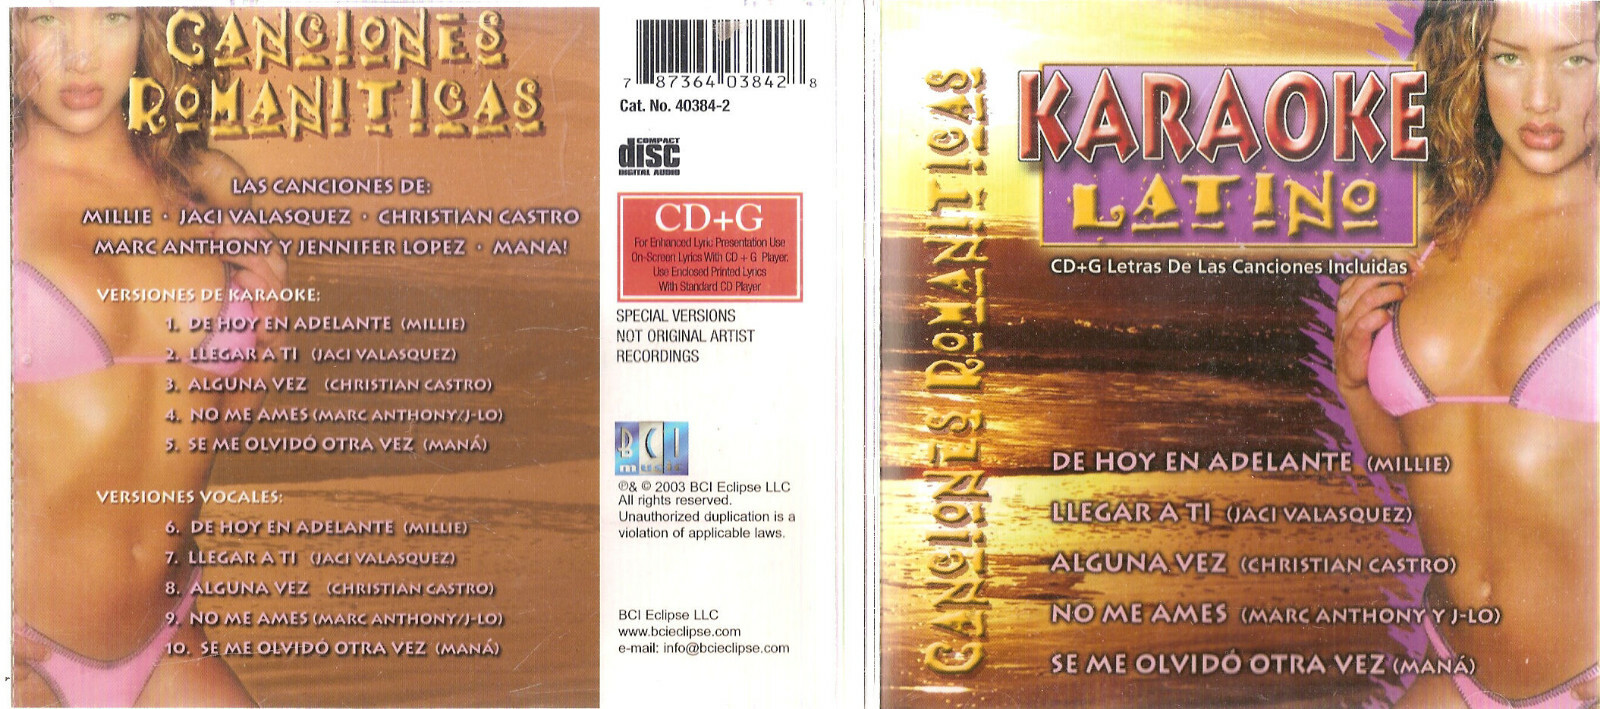 CANCIONES
ROMANITICAS
LAS CANCIONES DE:
MILLIE · JACI VALASQUEZ · CHRISTIAN CASTRO
MARC ANTHONY Y JENNIFER LOPEZ · MANA!
VERSIONES DE KARAOKE:
1. DE HOY EN ADELANTE (MILLIE)
2. LLEGAR A TI (JACI VALASQUEZ)
3. ALGUNA VEZ (CHRISTIAN CASTRO)
4. NO ME AMES (MARC ANTHONY/J-LO)
5. SE ME OLVIDÓ OTRA VEZ (MANÁ)
VERSIONES VOCALES:
6. DE HOY EN ADELANTE (MILLIE)
7. LLEGAR A TI (JACI VALASQUEZ)
8. ALGUNA VEZ (CHRISTIAN CASTRO)
9. NO ME AMES (MARC ANTHONY/J-LO)
10. SE ME OLVIDÓ OTRA VEZ (MANÁ)
7 87364 03842 8
Cat. No. 40384-2
COMPACT
disc
DIGITAL AUDIO
CD+G
For Enhanced Lyric Presentation Use
On-Screen Lyrics With CD + G Player.
Use Enclosed Printed Lyrics
With Standard CD Player
SPECIAL VERSIONS
NOT ORIGINAL ARTIST
RECORDINGS
BCI
music
℗& © 2003 BCI Eclipse LLC
All rights reserved.
Unauthorized duplication is a
violation of applicable laws.
BCI Eclipse LLC
www.bcieclipse.com
e-mail: info@bcieclipse.com
CANCIONES ROMANITICAS
KARAOKE
LATINO
CD+G Letras De Las Canciones Incluidas
DE HOY EN ADELANTE (MILLIE)
LLEGAR A TI (JACI VALASQUEZ)
ALGUNA VEZ (CHRISTIAN CASTRO)
NO ME AMES (MARC ANTHONY Y J-LO)
SE ME OLVIDÓ OTRA VEZ (MANÁ)